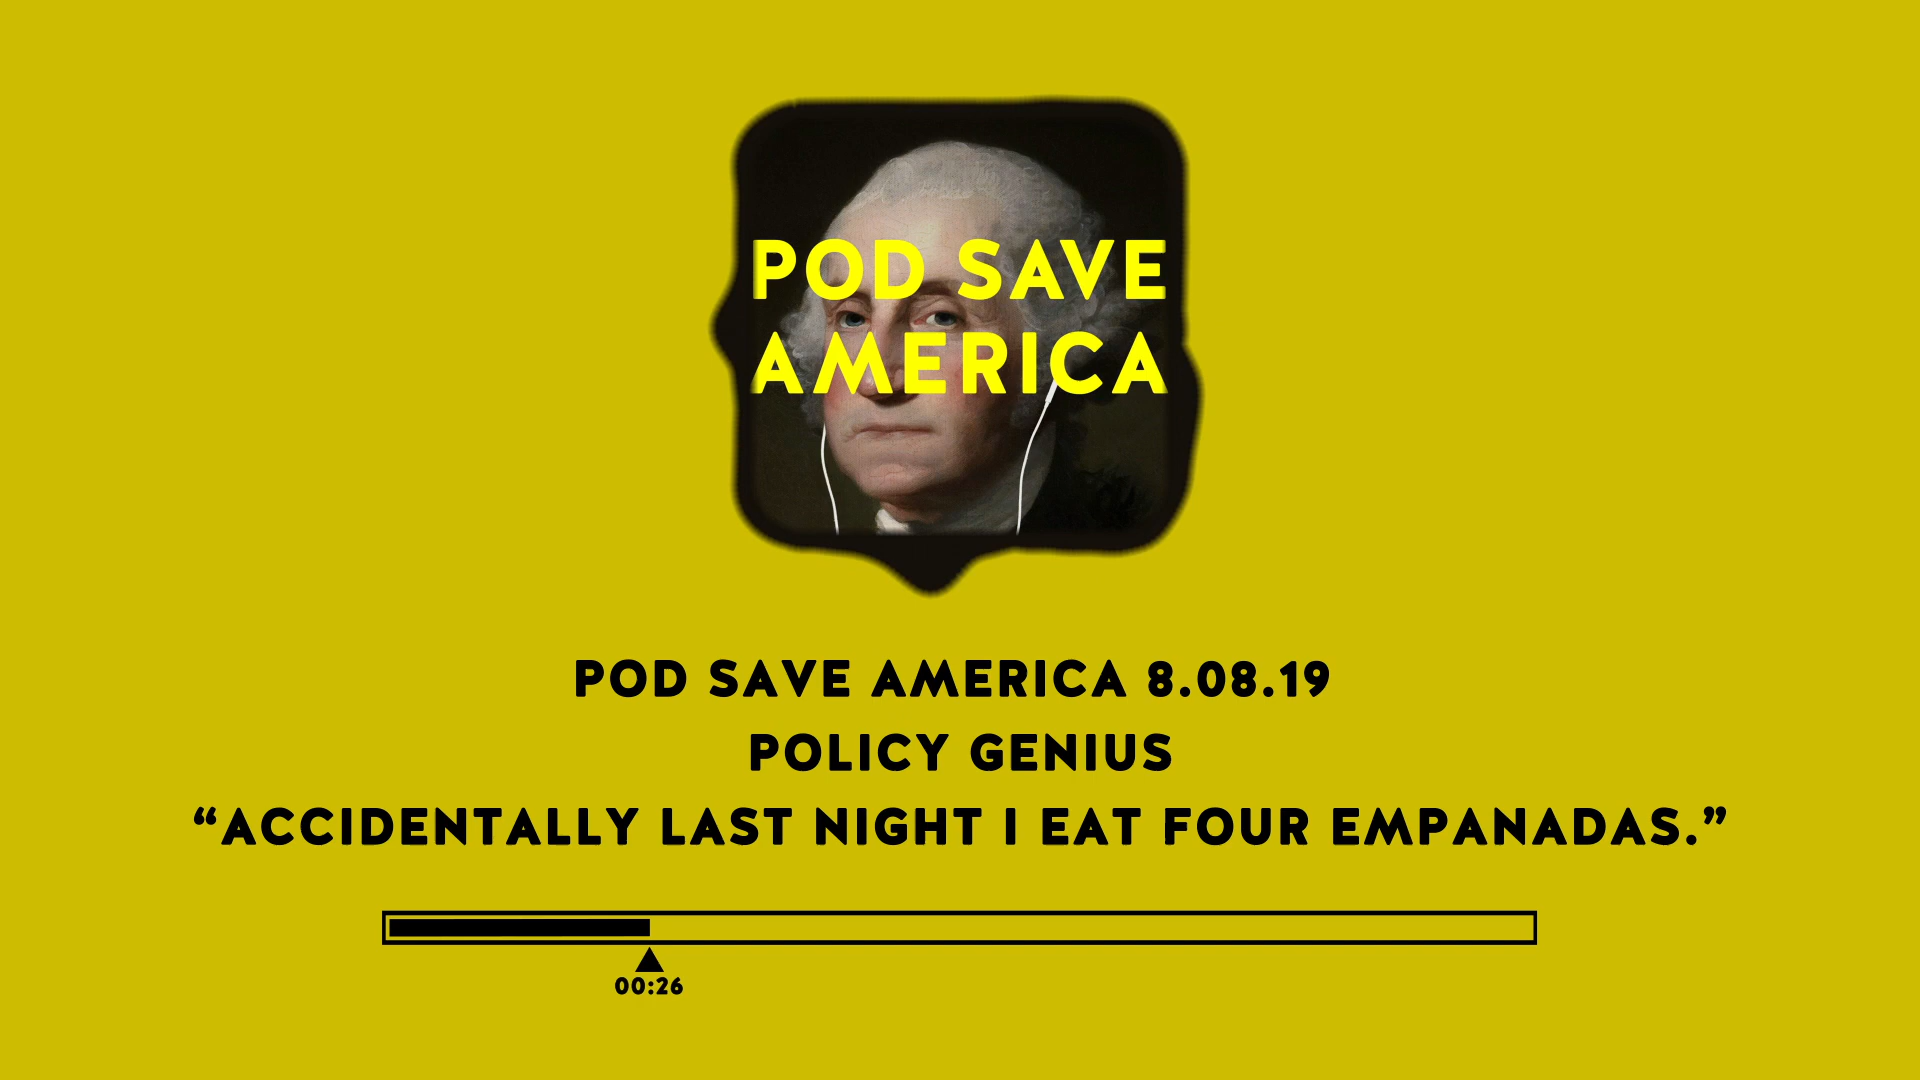 POD SAVE
AMERICA
POD SAVE AMERICA 8.08.19
POLICY GENIUS
“ACCIDENTALLY LAST NIGHT I EAT FOUR EMPANADAS.”
00:26